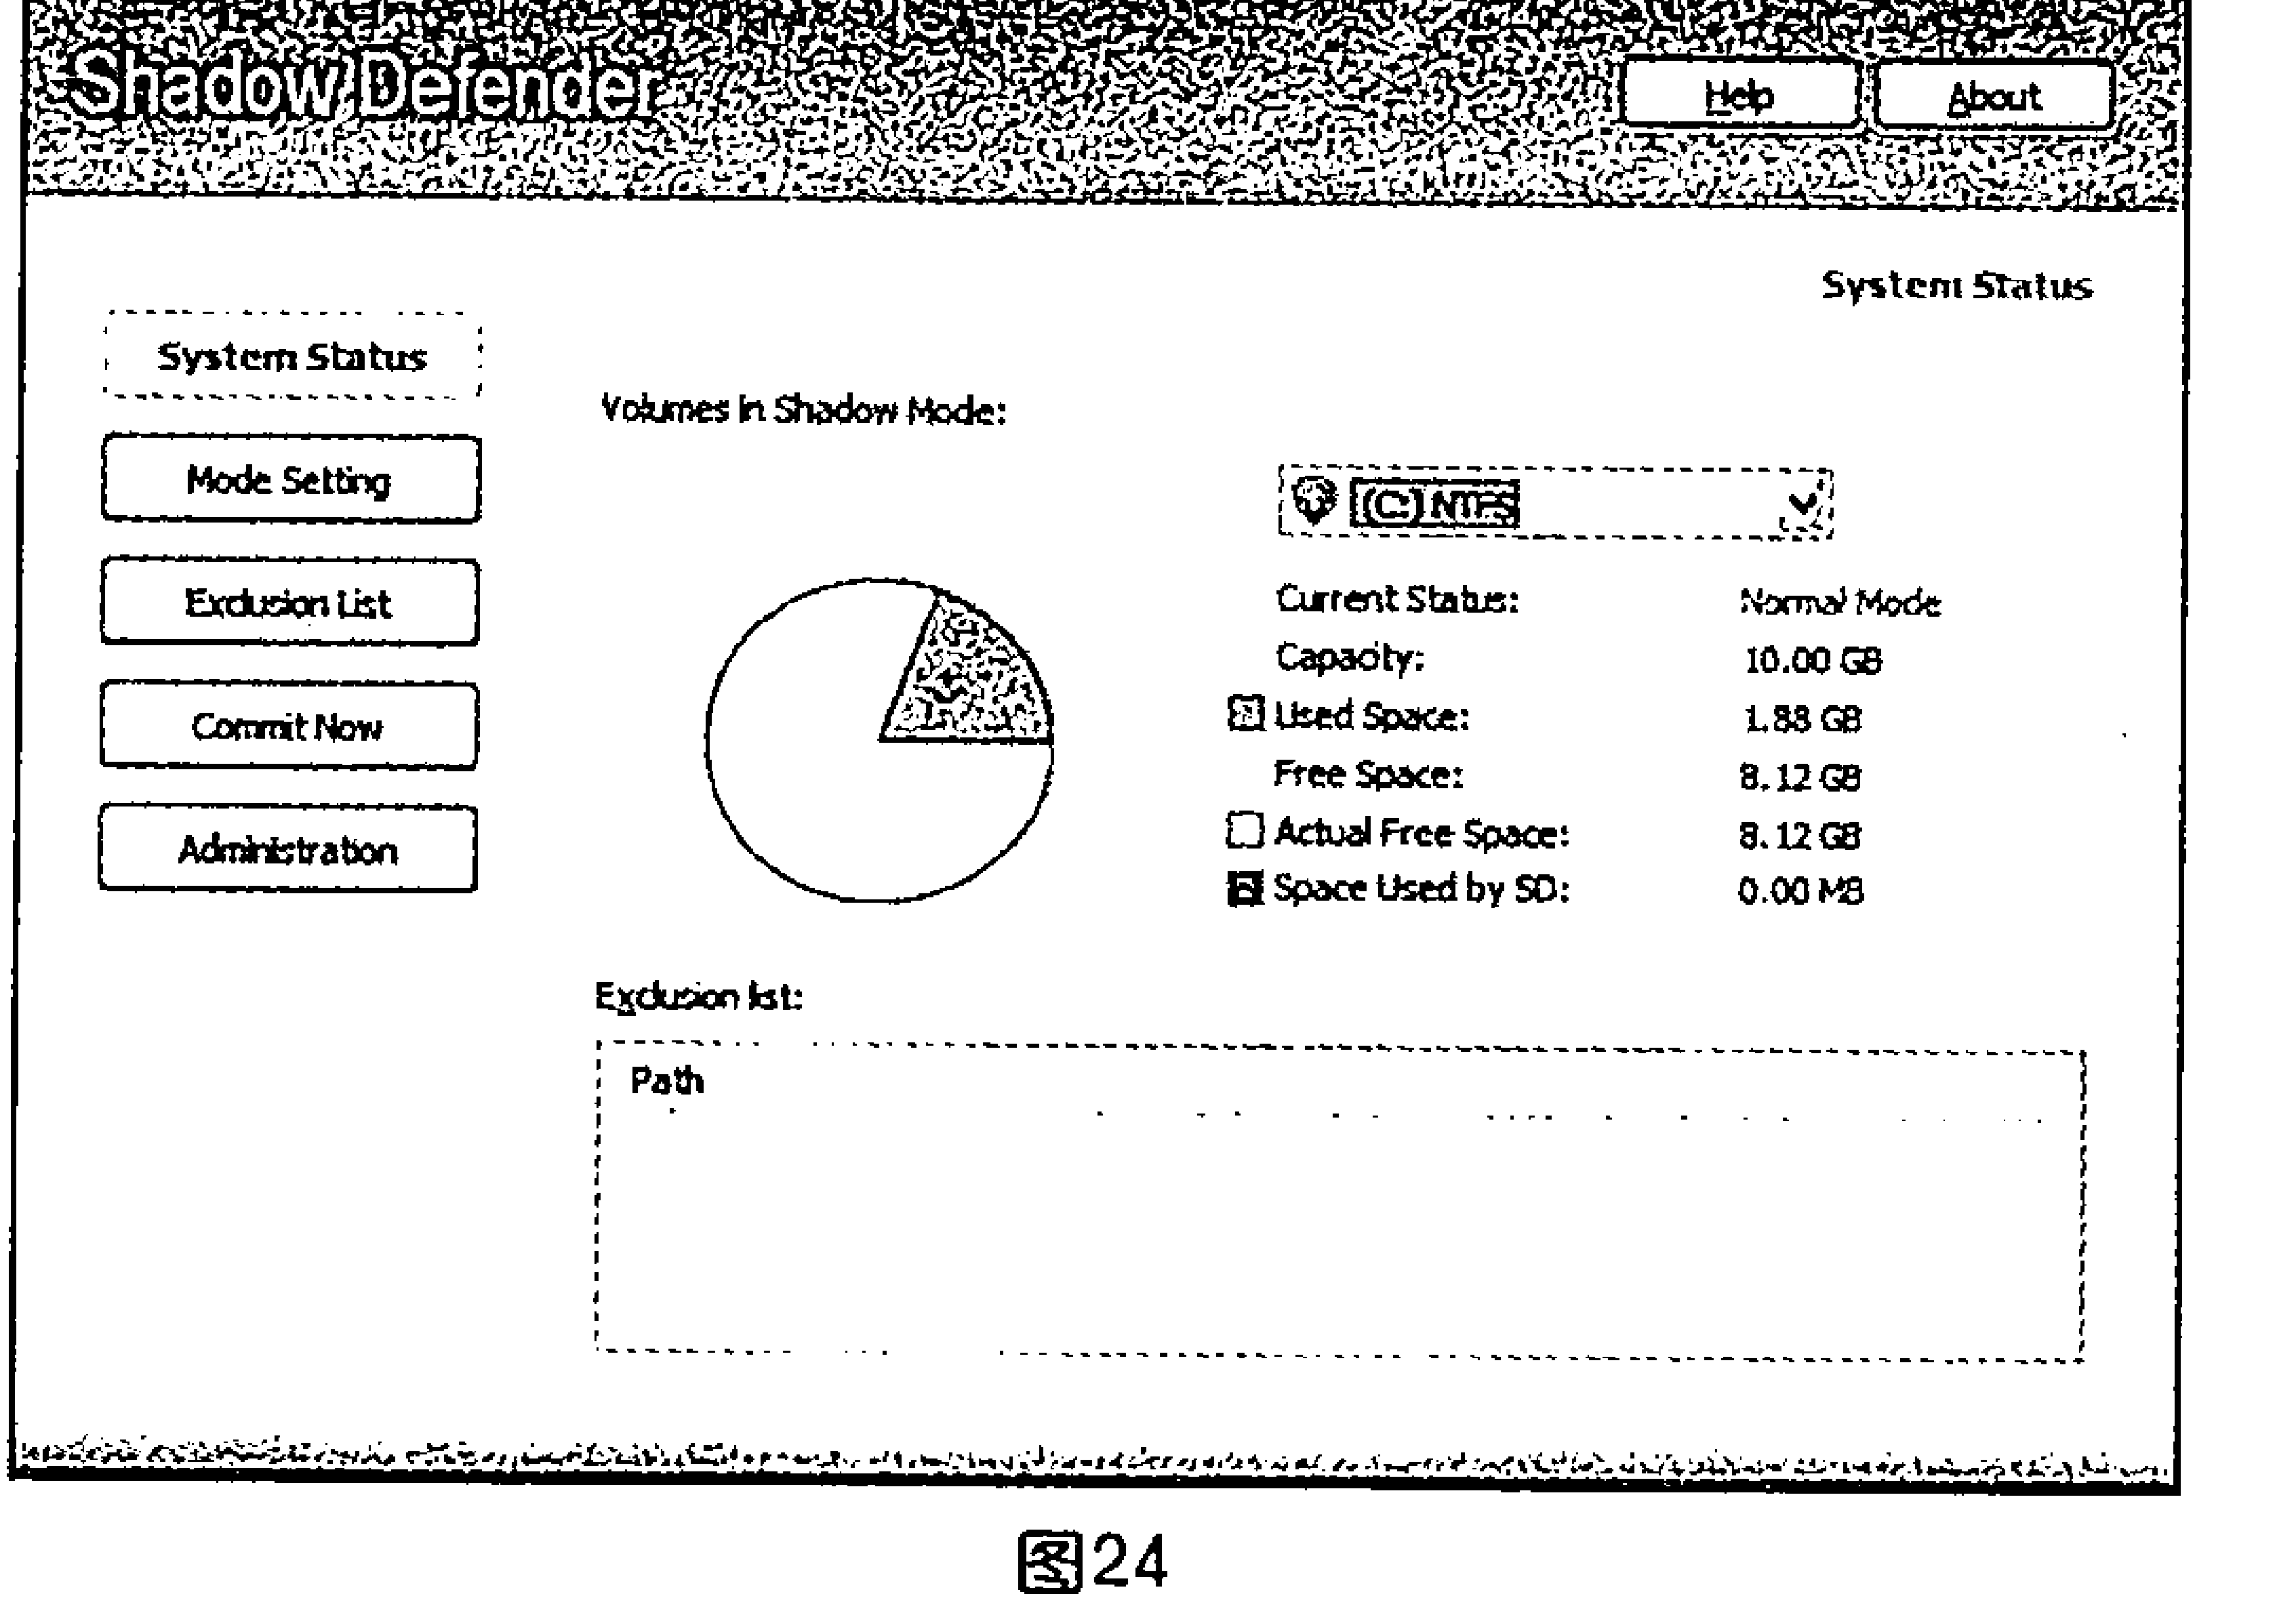 Shadow Defender
Help
About
System Status
System Status
Mode Setting
Exclusion List
Commit Now
Administration
Volumes in Shadow Mode:
(C:) NTFS
Current Status: Normal Mode
Capacity: 10.00 GB
Used Space: 1.88 GB
Free Space: 8.12 GB
Actual Free Space: 8.12 GB
Space Used by SD: 0.00 MB
Exclusion list:
Path
图24